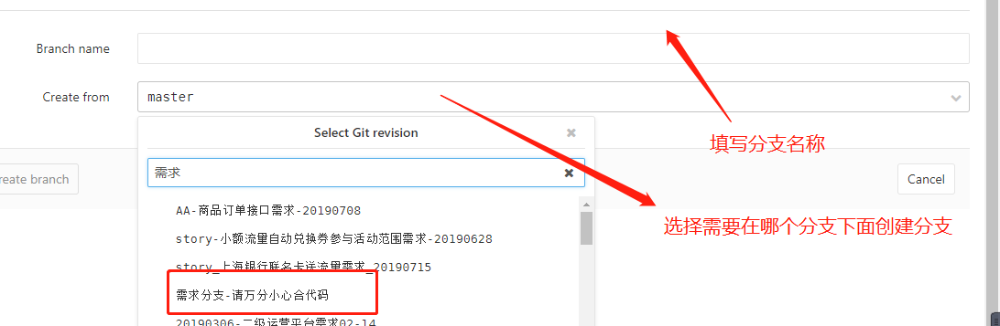 Branch name
Create from
master
填写分支名称
Select Git revision
需求
reate branch
Cancel
AA-商品订单接口需求-20190708
选择需要在哪个分支下面创建分支
story-小额流量自动兑换券参与活动范围需求-20190628
story_上海银行联名卡送流量需求_20190715
需求分支-请万分小心合代码
20190306-二级运营平台需求02-14